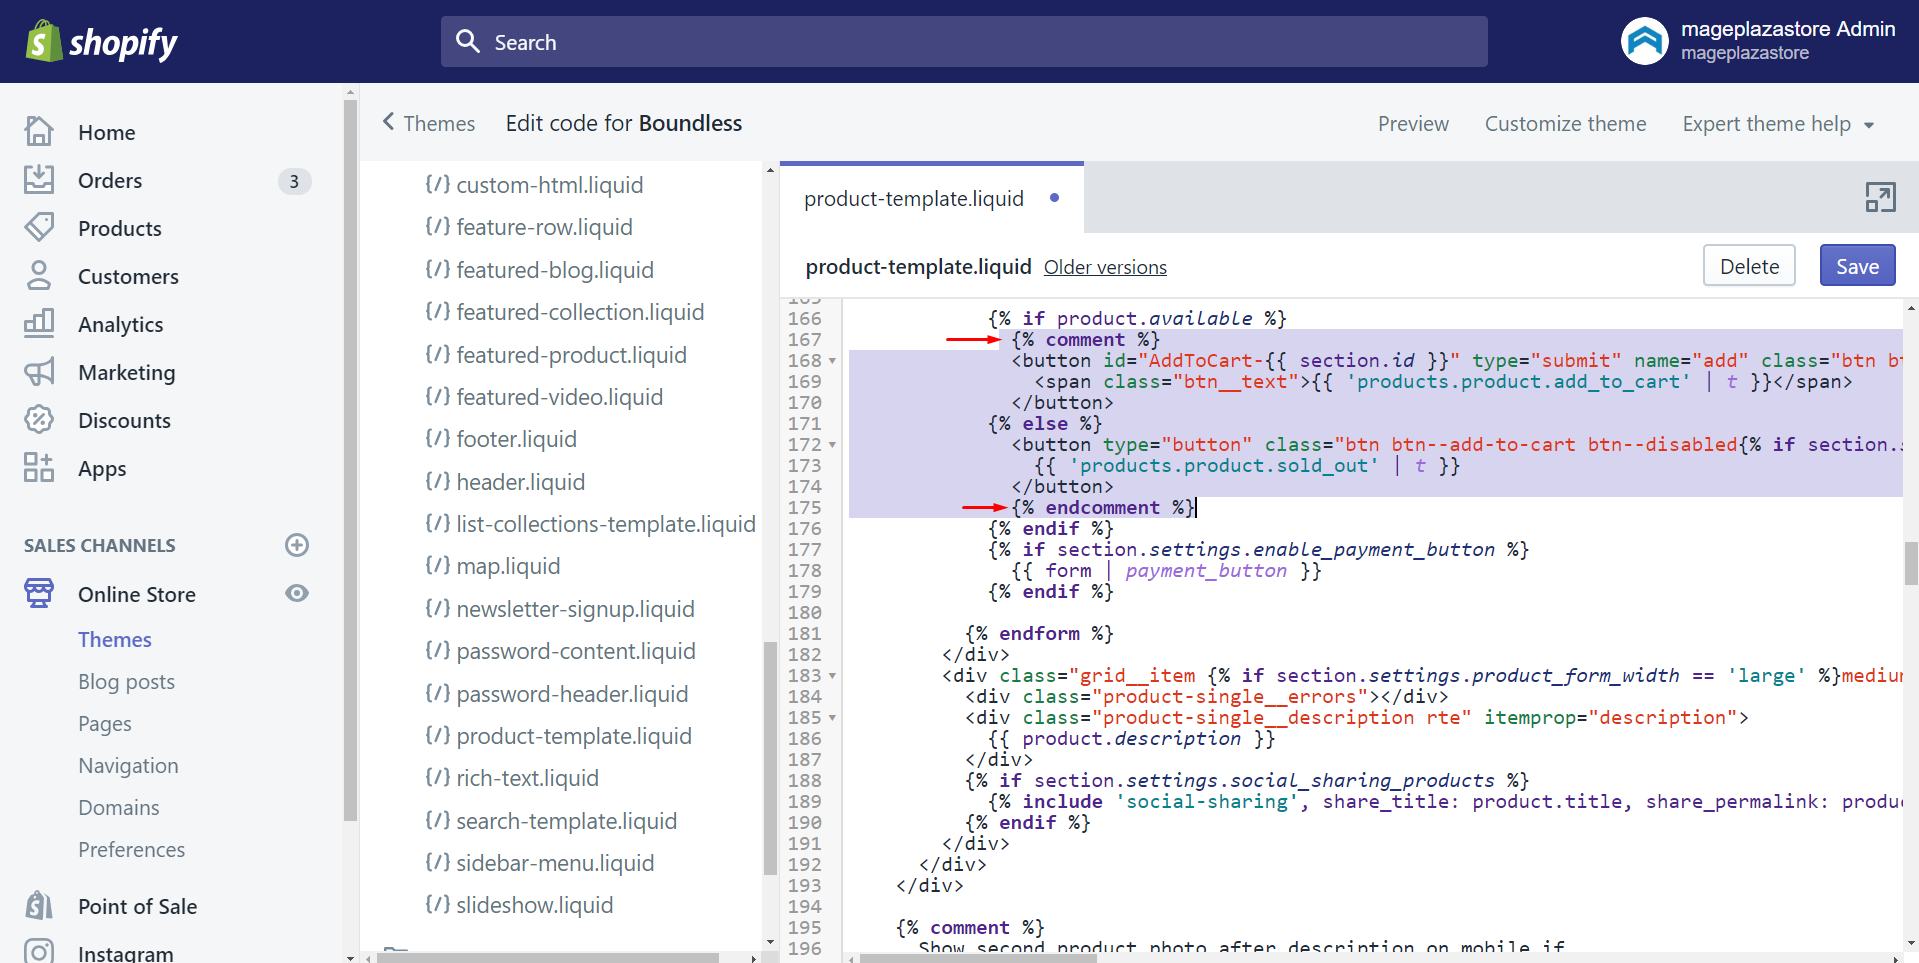 shopify
Search
mageplazastore Admin
mageplazastore
Home
Orders
3
Products
Customers
Analytics
Marketing
Discounts
Apps
SALES CHANNELS
Online Store
Themes
Blog posts
Pages
Navigation
Domains
Preferences
Point of Sale
Instagram
Themes
Edit code for Boundless
Preview
Customize theme
Expert theme help
{/} custom-html.liquid
{/} feature-row.liquid
{/} featured-blog.liquid
{/} featured-collection.liquid
{/} featured-product.liquid
{/} featured-video.liquid
{/} footer.liquid
{/} header.liquid
{/} list-collections-template.liquid
{/} map.liquid
{/} newsletter-signup.liquid
{/} password-content.liquid
{/} password-header.liquid
{/} product-template.liquid
{/} rich-text.liquid
{/} search-template.liquid
{/} sidebar-menu.liquid
{/} slideshow.liquid
product-template.liquid
product-template.liquid Older versions
Delete
Save
165
166 {% if product.available %}
167 {% comment %}
168 <button id="AddToCart-{{ section.id }}" type="submit" name="add" class="btn
169 <span class="btn__text">{{ 'products.product.add_to_cart' | t }}</span>
170 </button>
171 {% else %}
172 <button type="button" class="btn btn--add-to-cart btn--disabled{% if
173 {{ 'products.product.sold_out' | t }}
174 </button>
175 {% endcomment %}
176 {% endif %}
177 {% if section.settings.enable_payment_button %}
178 {{ form | payment_button }}
179 {% endif %}
180
181 {% endform %}
182 </div>
183 <div class="grid__item {% if section.settings.product_form_width == 'large' %}
184 <div class="product-single__errors"></div>
185 <div class="product-single__description rte" itemprop="description">
186 {{ product.description }}
187 </div>
188 {% if section.settings.social_sharing_products %}
189 {% include 'social-sharing', share_title: product.title, share_permalink:
190 {% endif %}
191 </div>
192 </div>
193 </div>
194
195 {% comment %}
196 Show second product photo after description on mobile if